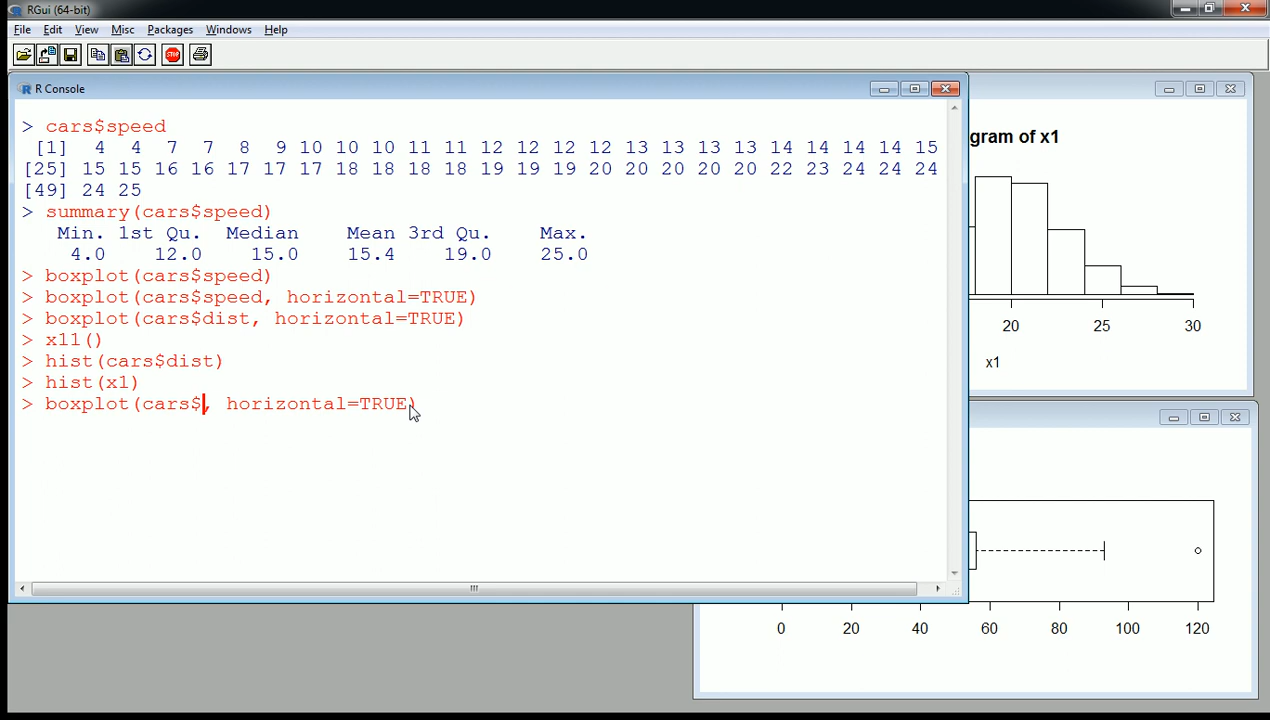 RGui (64-bit)
File Edit View Misc Packages Windows Help
STOP
R Console
> cars$speed
[1] 4 4 7 7 8 9 10 10 10 11 11 12 12 12 12 13 13 13 13 14 14 14 14 15
[25] 15 15 16 16 17 17 17 18 18 18 18 19 19 19 20 20 20 20 20 22 23 24 24 24
[49] 24 25
> summary(cars$speed)
Min. 1st Qu. Median Mean 3rd Qu. Max.
4.0 12.0 15.0 15.4 19.0 25.0
> boxplot(cars$speed)
> boxplot(cars$speed, horizontal=TRUE)
> boxplot(cars$dist, horizontal=TRUE)
> x11()
> hist(cars$dist)
> hist(x1)
> boxplot(cars$, horizontal=TRUE)
gram of x1
20 25 30
x1
0 20 40 60 80 100 120